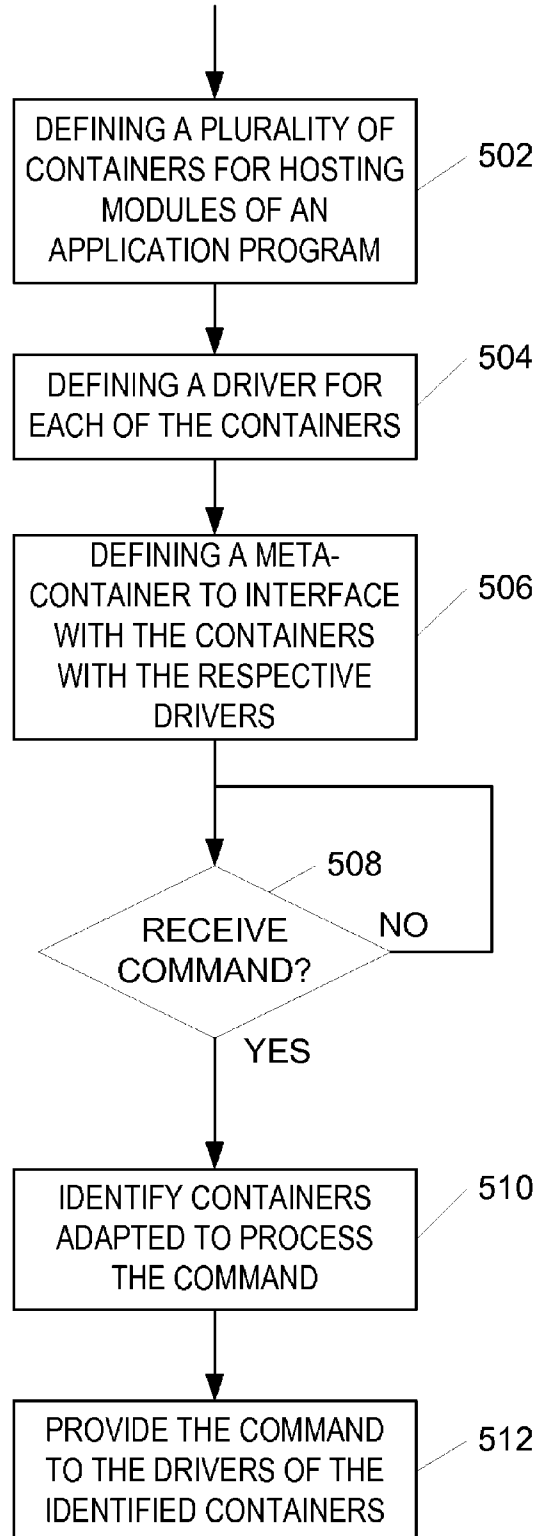 DEFINING A PLURALITY OF
CONTAINERS FOR HOSTING
MODULES OF AN
APPLICATION PROGRAM
502
DEFINING A DRIVER FOR
EACH OF THE CONTAINERS
504
DEFINING A META-
CONTAINER TO INTERFACE
WITH THE CONTAINERS
WITH THE RESPECTIVE
DRIVERS
506
508
RECEIVE
COMMAND?
NO
YES
IDENTIFY CONTAINERS
ADAPTED TO PROCESS
THE COMMAND
510
PROVIDE THE COMMAND
TO THE DRIVERS OF THE
IDENTIFIED CONTAINERS
512